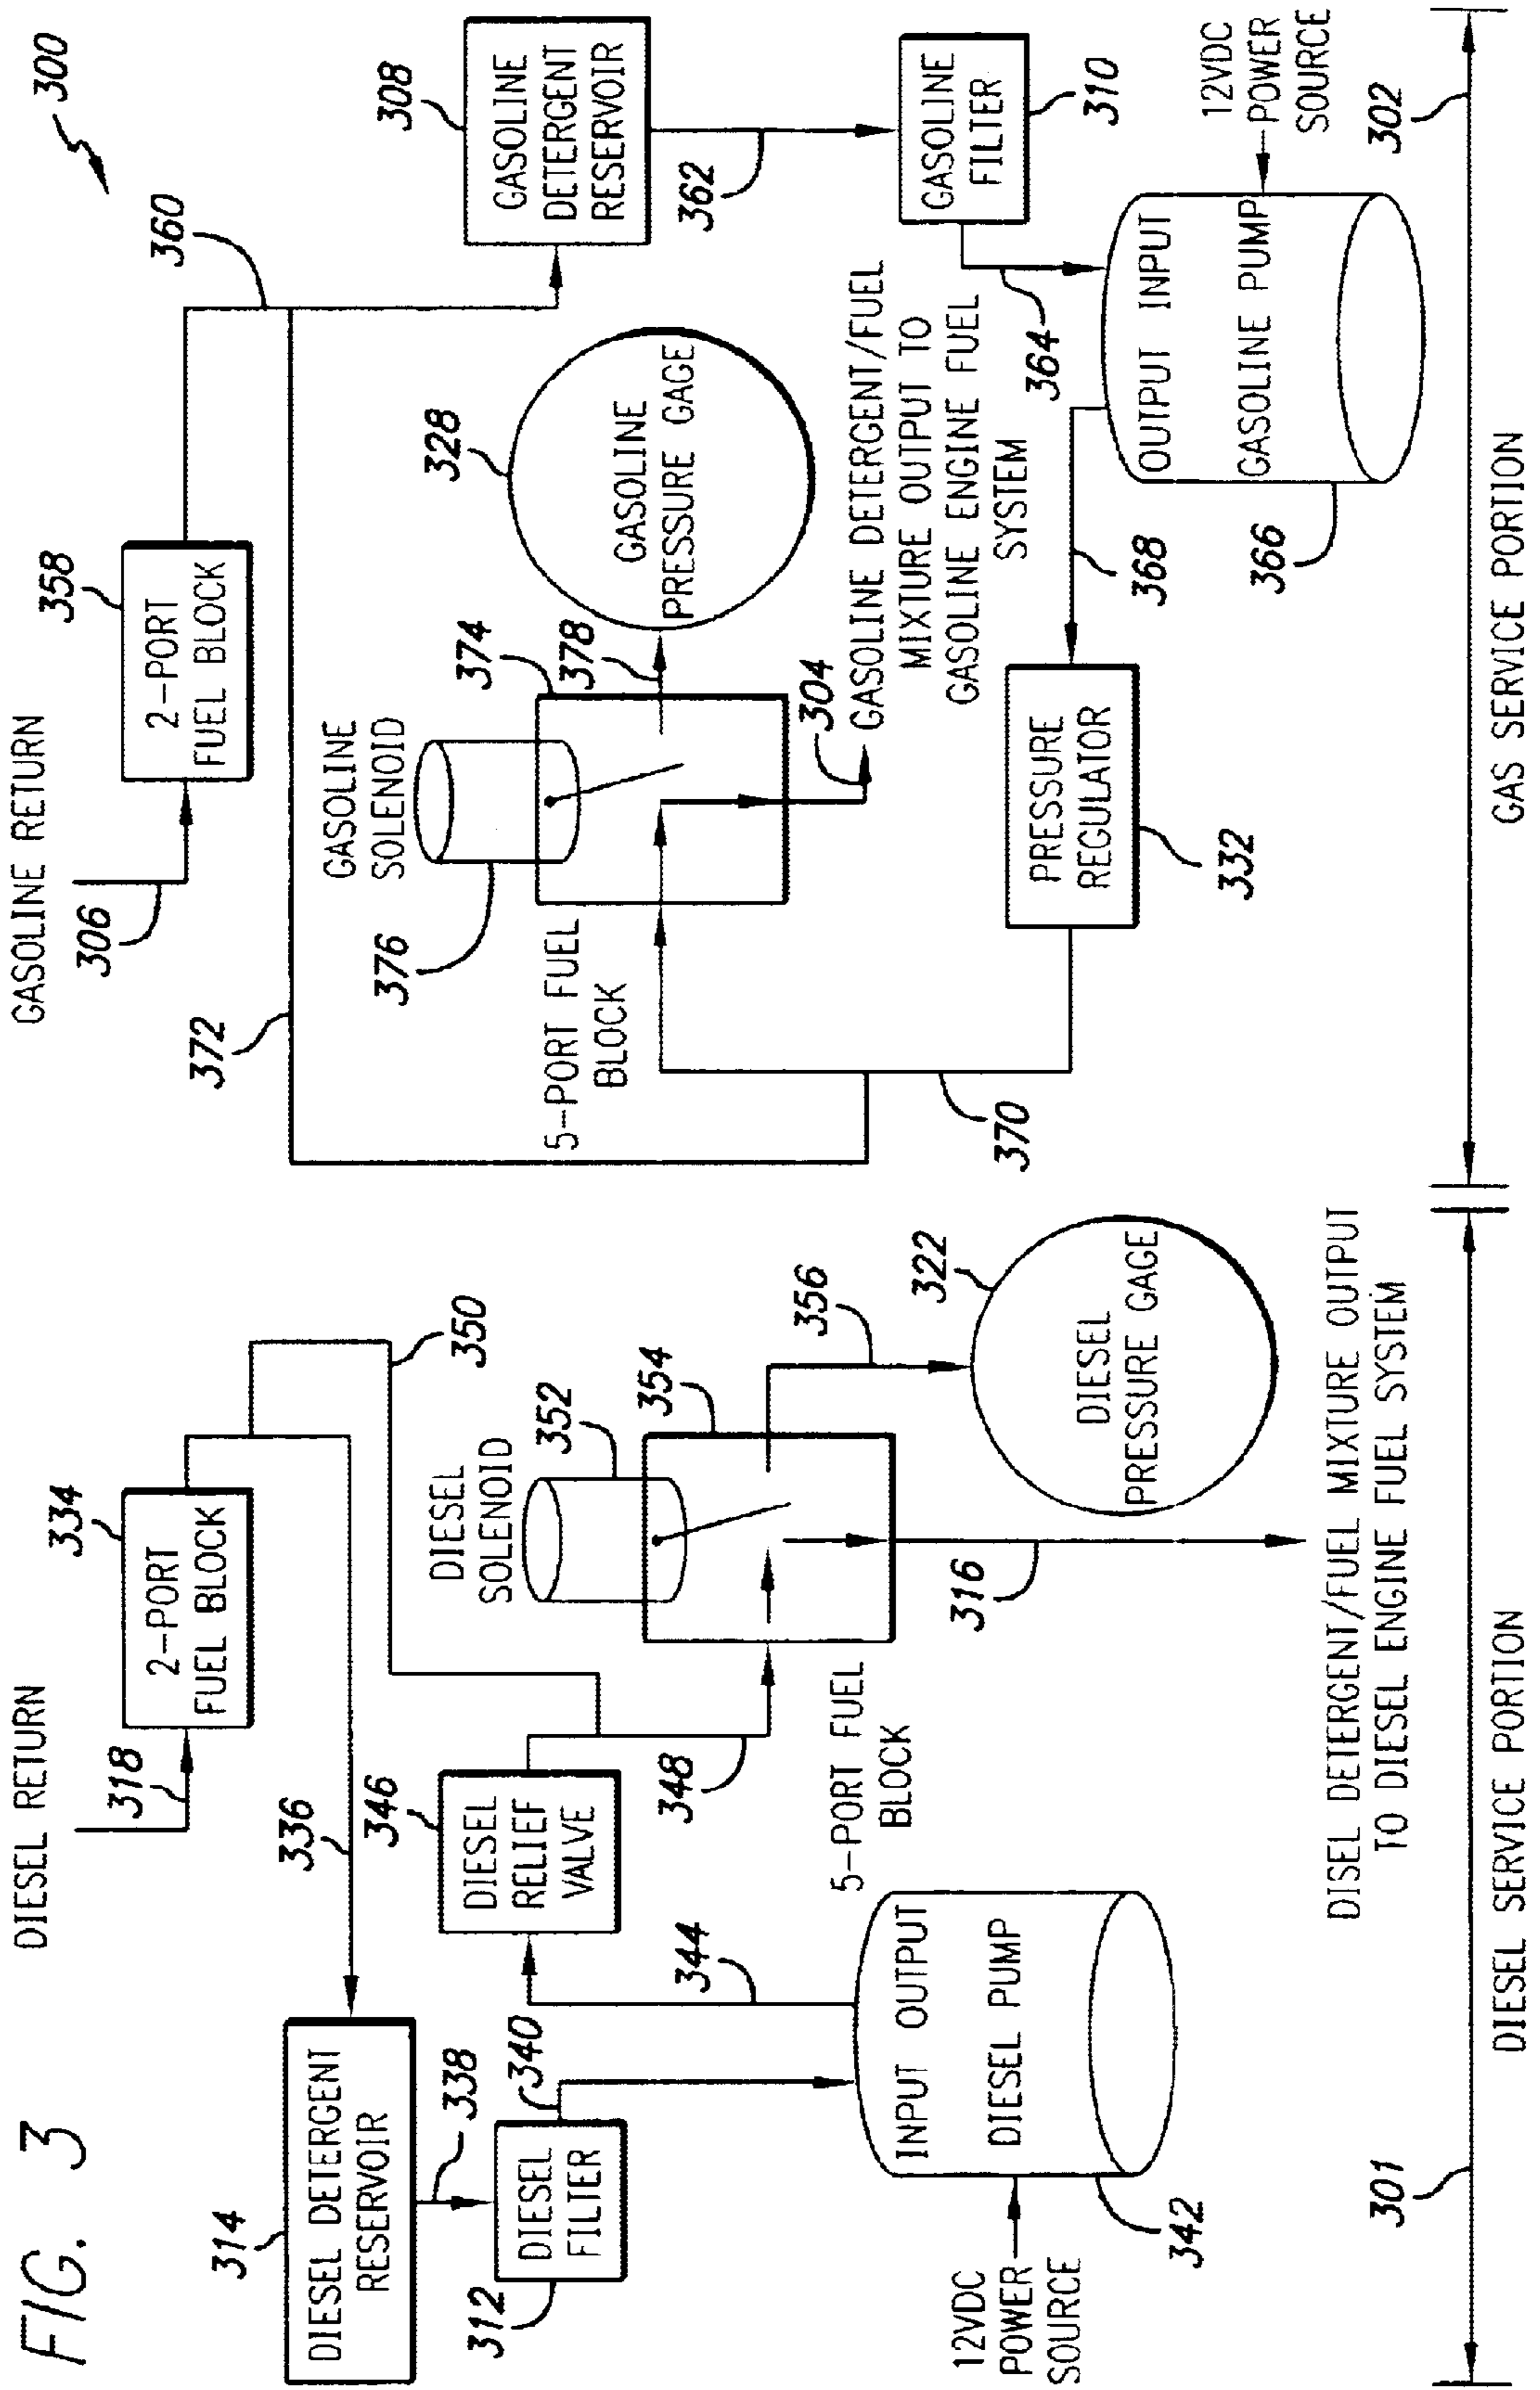 FIG. 3
300
DIESEL RETURN
318
334
2-PORT
FUEL BLOCK
336
350
314
DIESEL DETERGENT
RESERVOIR
338
312
DIESEL
FILTER
340
344
346
DIESEL
RELIEF
VALVE
348
DIESEL
SOLENOID
352
354
356
5-PORT FUEL
BLOCK
316
322
DIESEL
PRESSURE GAGE
INPUT OUTPUT
DIESEL PUMP
342
12VDC
POWER
SOURCE
DISEL DETERGENT/FUEL MIXTURE OUTPUT
TO DIESEL ENGINE FUEL SYSTEM
301
DIESEL SERVICE PORTION
GASOLINE RETURN
306
358
2-PORT
FUEL BLOCK
360
372
308
GASOLINE
DETERGENT
RESERVOIR
362
GASOLINE
FILTER
310
364
GASOLINE
SOLENOID
376
374
378
328
GASOLINE
PRESSURE GAGE
5-PORT FUEL
BLOCK
304
GASOLINE DETERGENT/FUEL
MIXTURE OUTPUT TO
GASOLINE ENGINE FUEL
SYSTEM
370
PRESSURE
REGULATOR
332
368
OUTPUT INPUT
GASOLINE PUMP
366
12VDC
POWER
SOURCE
302
GAS SERVICE PORTION